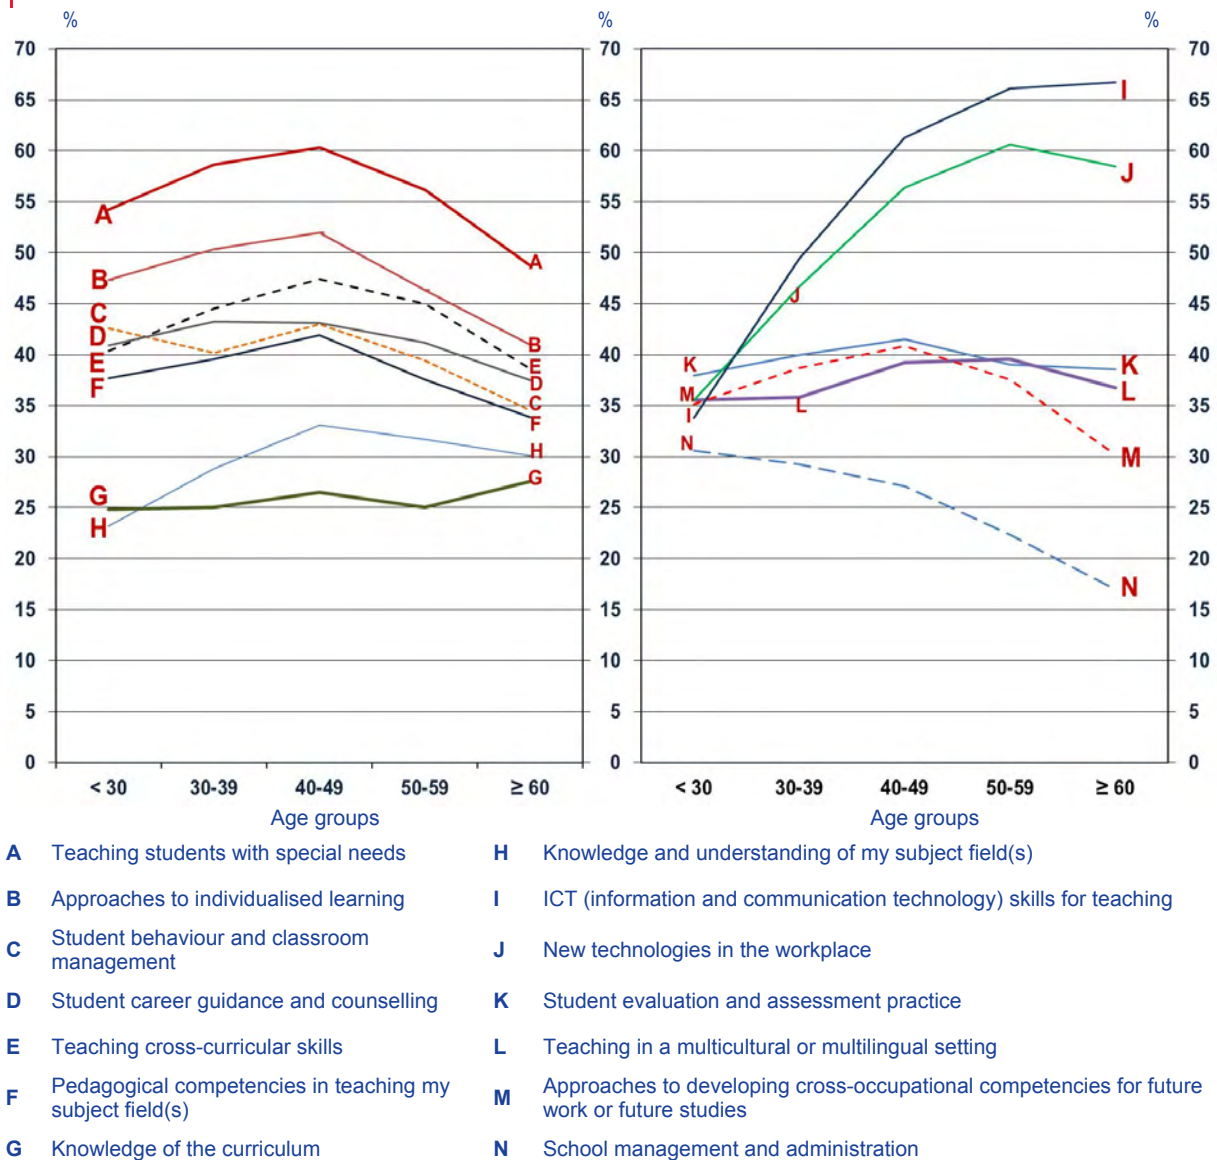 % % %
70 70 70
65 65 I 65
60 60 J 60
55 A 55 55
50 B A 50 50
45 C 45 J 45
40 D B 40 K K 40
E E
F D L
35 C 35 M L 35
F I
30 H 30 N M 30
25 G G 25 25
H
20 20 20
15 15 N 15
10 10 10
5 5 5
0 0 0
< 30 30-39 40-49 50-59 ≥ 60 < 30 30-39 40-49 50-59 ≥ 60
Age groups Age groups
A Teaching students with special needs
H Knowledge and understanding of my subject field(s)
B Approaches to individualised learning
I ICT (information and communication technology) skills for teaching
C Student behaviour and classroom
management
J New technologies in the workplace
D Student career guidance and counselling
K Student evaluation and assessment practice
E Teaching cross-curricular skills
L Teaching in a multicultural or multilingual setting
F Pedagogical competencies in teaching my
subject field(s)
M Approaches to developing cross-occupational competencies for future
work or future studies
G Knowledge of the curriculum
N School management and administration